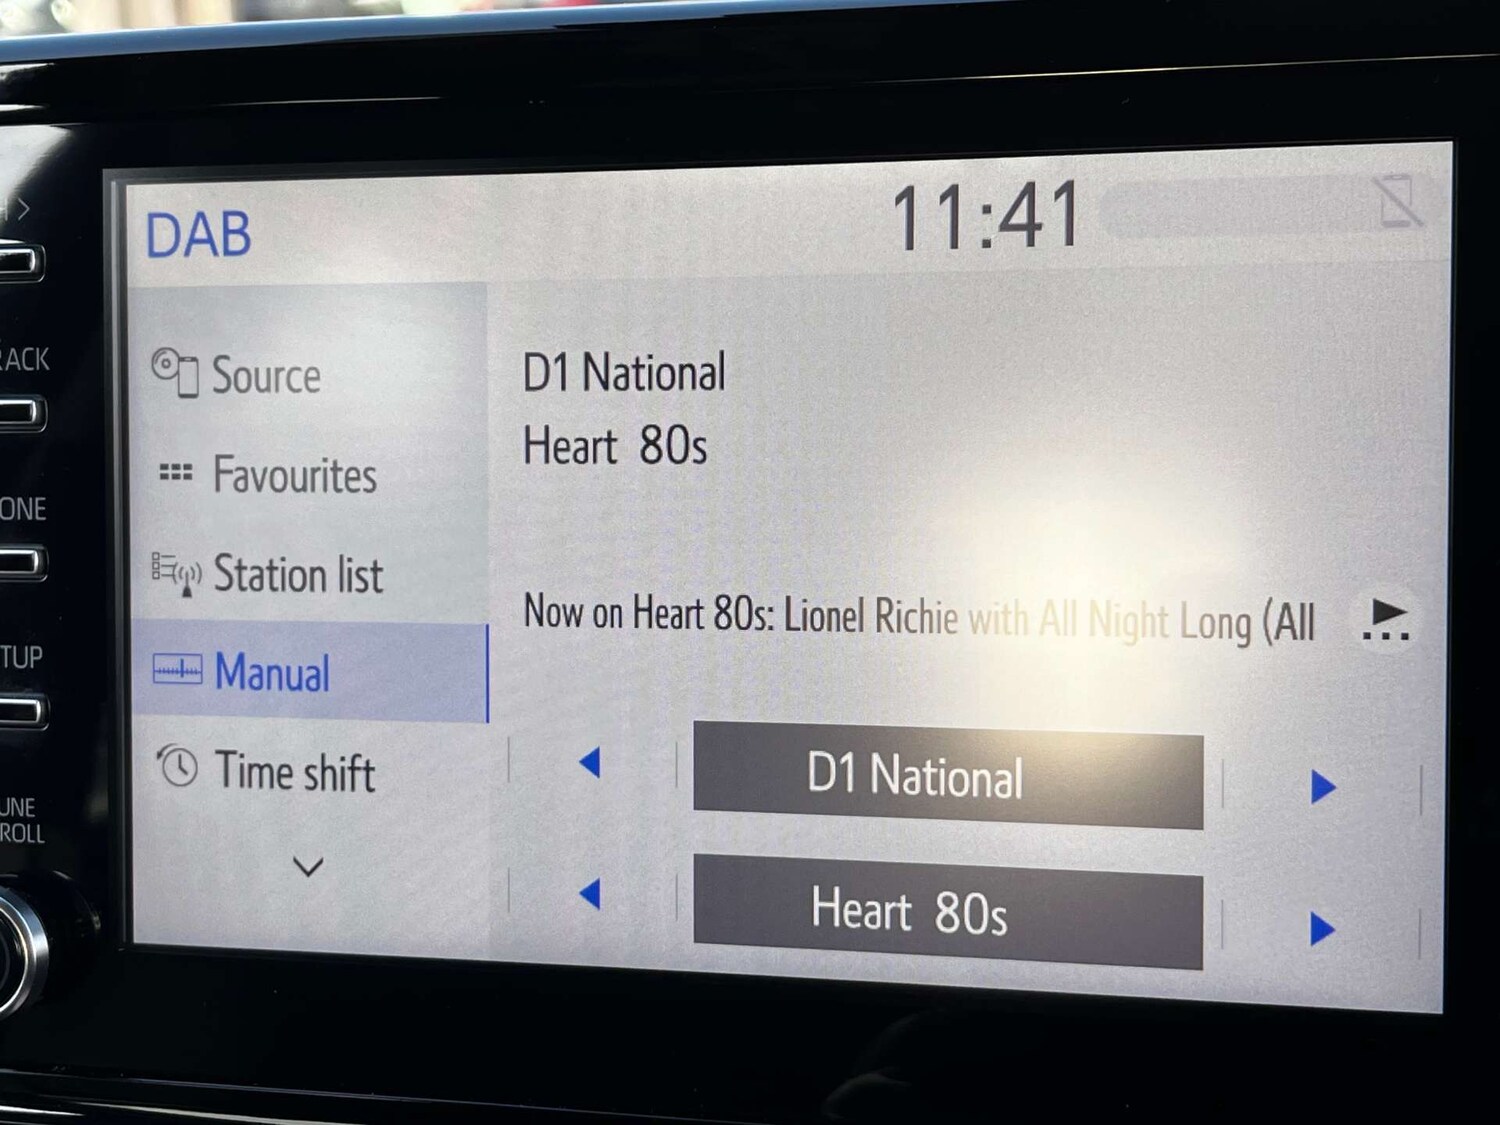 DAB
11:41
Source
Favourites
Station list
Manual
Time shift
D1 National
Heart 80s
Now on Heart 80s: Lionel Richie with All Night Long (All
D1 National
Heart 80s
ACK
ONE
TUP
UNE
ROLL